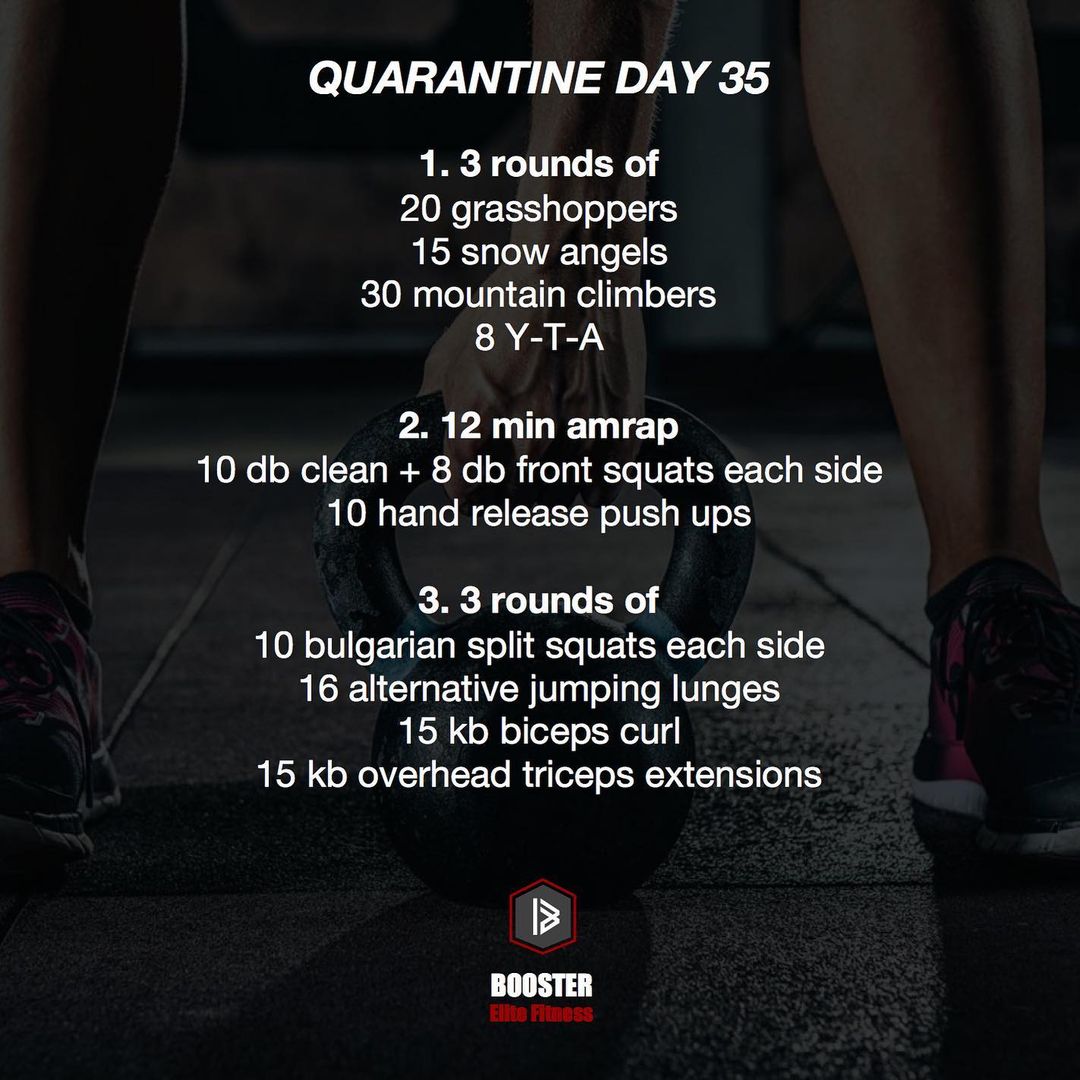 QUARANTINE DAY 35
1. 3 rounds of
20 grasshoppers
15 snow angels
30 mountain climbers
8 Y-T-A
2. 12 min amrap
10 db clean + 8 db front squats each side
10 hand release push ups
3. 3 rounds of
10 bulgarian split squats each side
16 alternative jumping lunges
15 kb biceps curl
15 kb overhead triceps extensions
BOOSTER
Elite Fitness